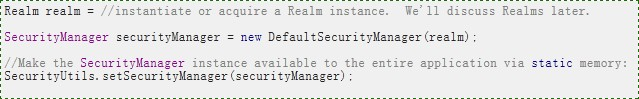 Realm realm = //instantiate or acquire a Realm instance.  We'll discuss Realms later.
SecurityManager securityManager = new DefaultSecurityManager(realm);
//Make the SecurityManager instance available to the entire application via static memory:
SecurityUtils.setSecurityManager(securityManager);